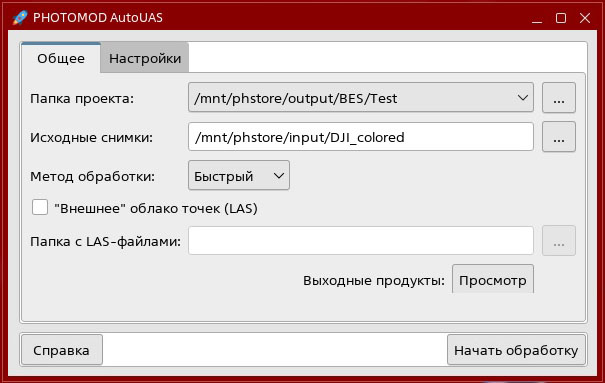 PHOTOMOD AutoUAS
Общее Настройки
Папка проекта: /mnt/phstore/output/BES/Test ...
Исходные снимки: /mnt/phstore/input/DJI_colored ...
Метод обработки: Быстрый
"Внешнее" облако точек (LAS)
Папка с LAS-файлами: ...
Выходные продукты: Просмотр
Справка Начать обработку